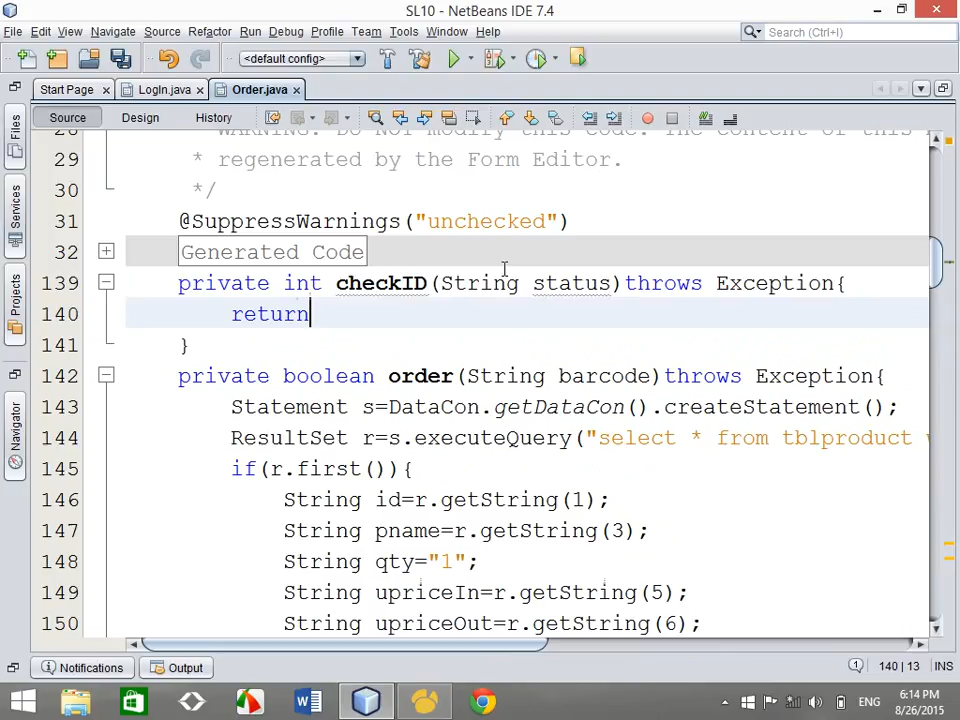 SL10 - NetBeans IDE 7.4
File Edit View Navigate Source Refactor Run Debug Profile Team Tools Window Help
Search (Ctrl+I)
<default config>
Start Page LogIn.java Order.java
Source Design History
Files
Services
Projects
Navigator
28 WARNING: Do NOT modify this code. The content of this
29 * regenerated by the Form Editor.
30 */
31 @SuppressWarnings("unchecked")
32 Generated Code
139 private int checkID(String status)throws Exception{
140 return
141 }
142 private boolean order(String barcode)throws Exception{
143 Statement s=DataCon.getDataCon().createStatement();
144 ResultSet r=s.executeQuery("select * from tblproduct
145 if(r.first()){
146 String id=r.getString(1);
147 String pname=r.getString(3);
148 String qty="1";
149 String upriceIn=r.getString(5);
150 String upriceOut=r.getString(6);
Notifications Output
1 140 | 13 INS
ENG
6:14 PM
8/26/2015